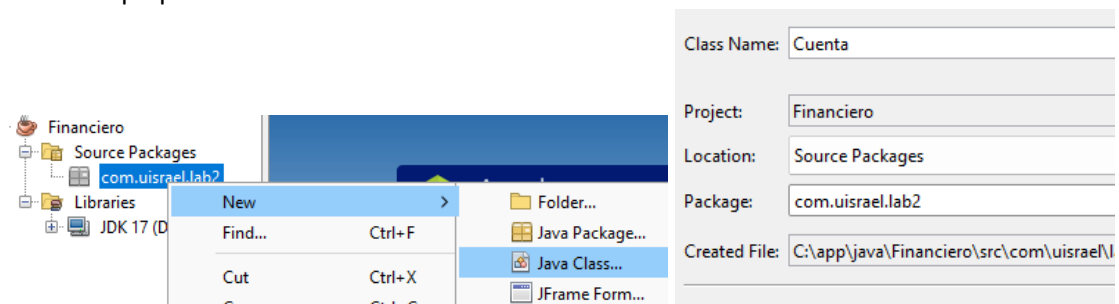 Financiero
Source Packages
com.uisrael.lab2
Libraries
JDK 17 (D
New >
Find... Ctrl+F
Cut Ctrl+X
Folder...
Java Package...
Java Class...
JFrame Form...
Class Name: Cuenta
Project: Financiero
Location: Source Packages
Package: com.uisrael.lab2
Created File: C:\app\java\Financiero\src\com\uisrael\l